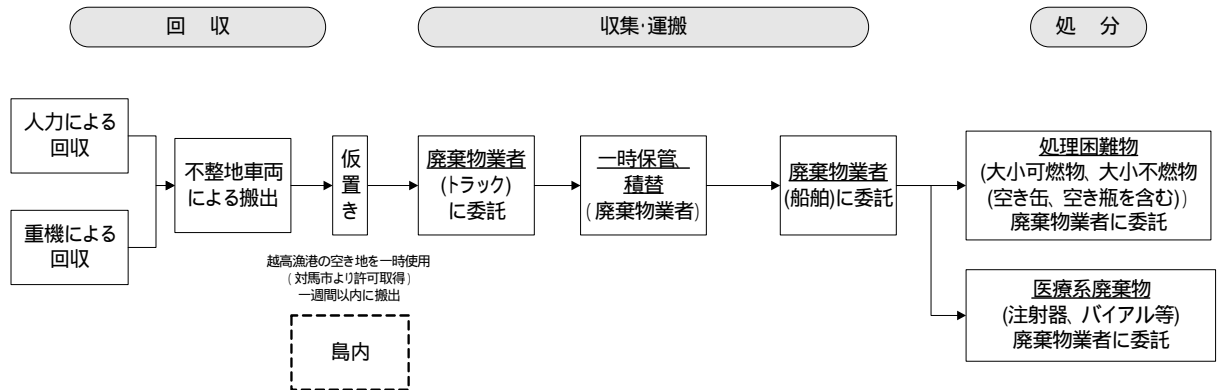 回 収
収集・運搬
処 分
人力による
回収
重機による
回収
不整地車両
による搬出
仮
置
き
越高漁港の空き地を一時使用
(対馬市より許可取得)
一週間以内に搬出
島内
廃棄物業者
(トラック)
に委託
一時保管、
積替
(廃棄物業者)
廃棄物業者
(船舶)に委託
処理困難物
(大小可燃物、大小不燃物
(空き缶、空き瓶を含む))
廃棄物業者に委託
医療系廃棄物
(注射器、バイアル等)
廃棄物業者に委託